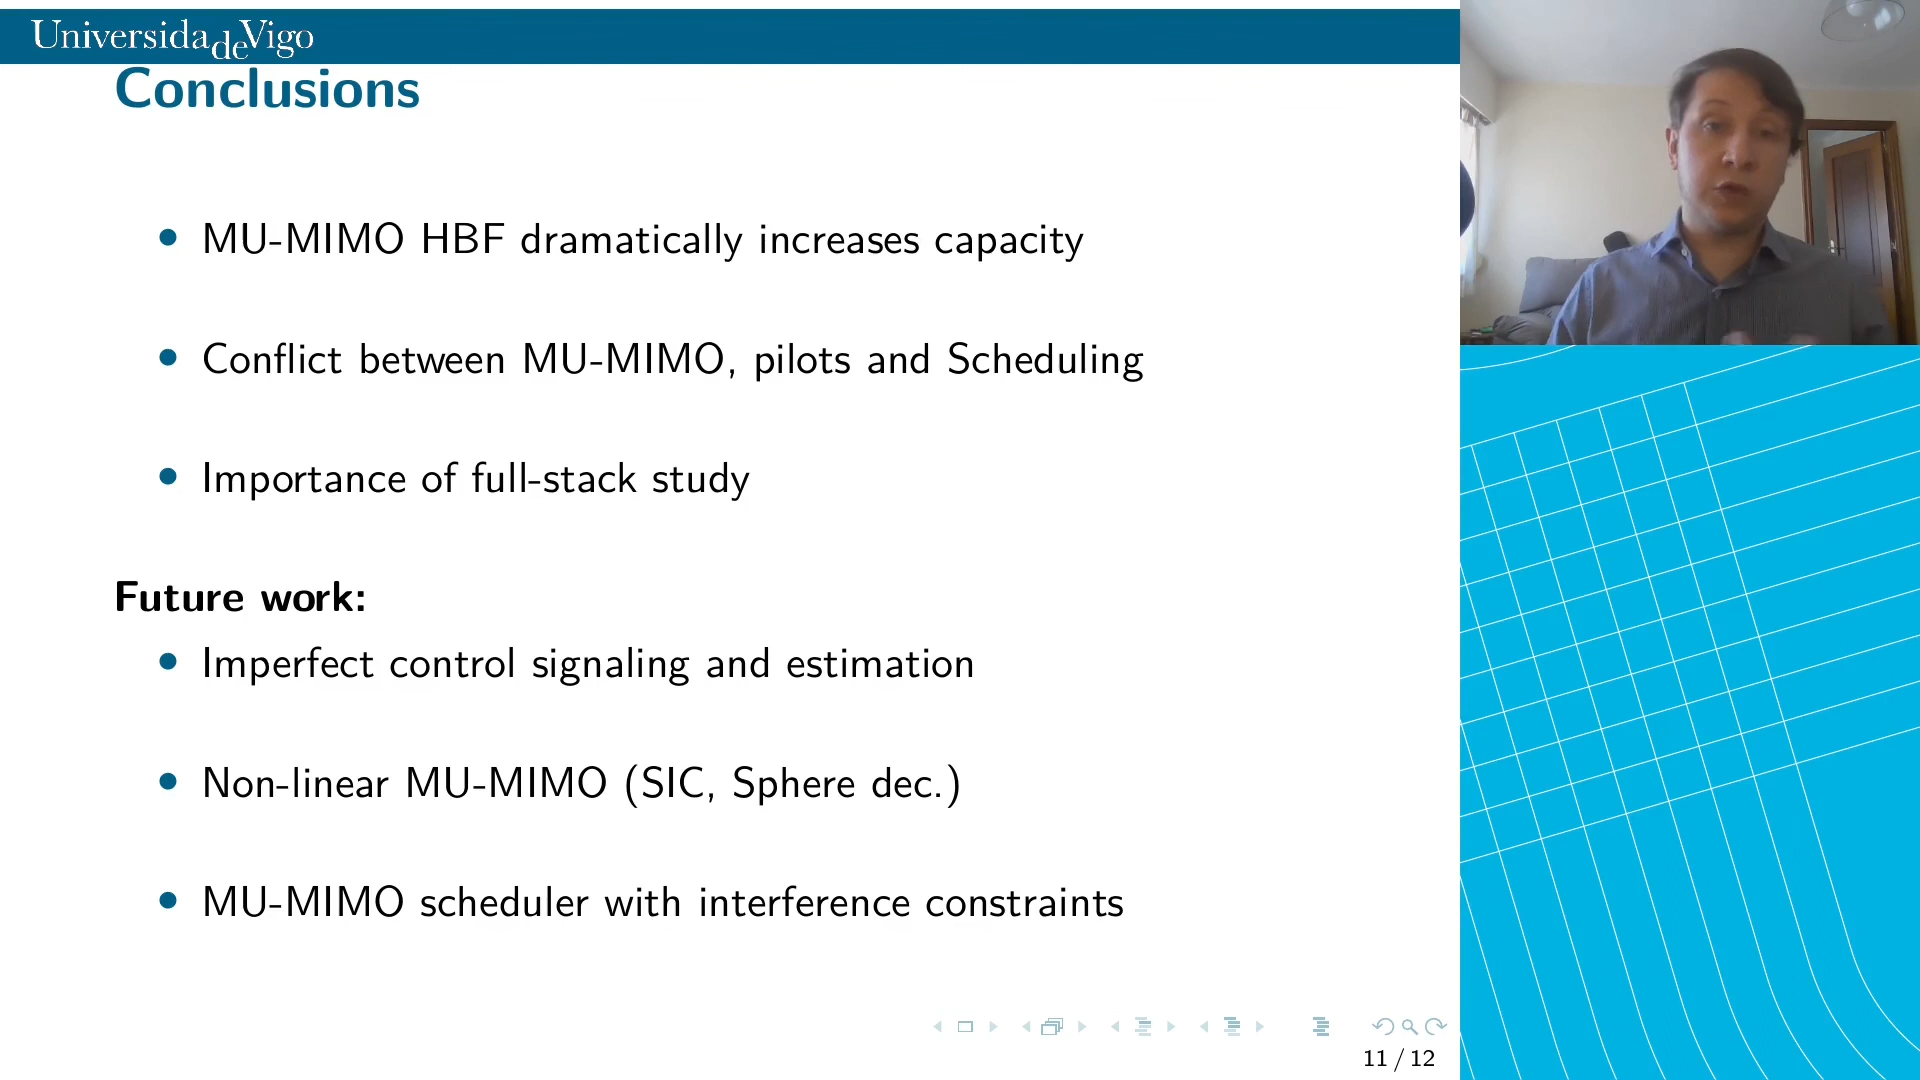 Universidade Vigo
Conclusions
• MU-MIMO HBF dramatically increases capacity
• Conflict between MU-MIMO, pilots and Scheduling
• Importance of full-stack study
Future work:
• Imperfect control signaling and estimation
• Non-linear MU-MIMO (SIC, Sphere dec.)
• MU-MIMO scheduler with interference constraints
11 / 12